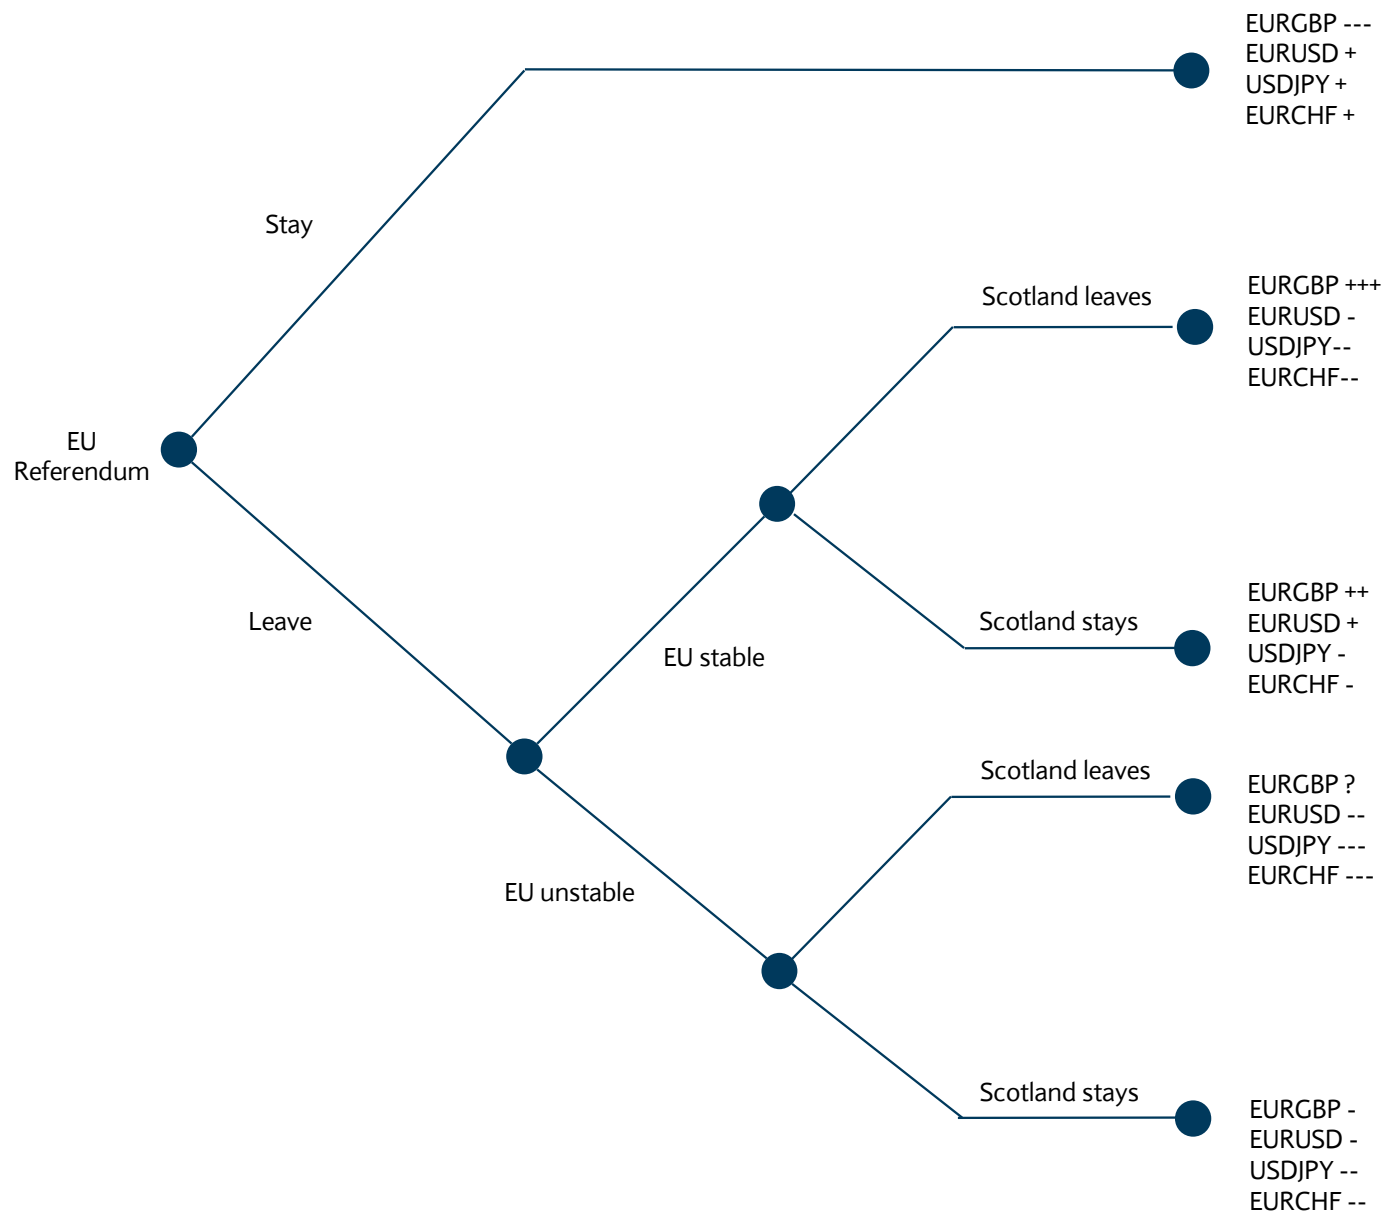 EURGBP ---
EURUSD +
USDJPY +
EURCHF +
Stay
Scotland leaves
EURGBP +++
EURUSD -
USDJPY--
EURCHF--
EU
Referendum
Leave
EU stable
Scotland stays
EURGBP ++
EURUSD +
USDJPY -
EURCHF -
Scotland leaves
EURGBP ?
EURUSD --
USDJPY ---
EURCHF ---
EU unstable
Scotland stays
EURGBP -
EURUSD -
USDJPY --
EURCHF --